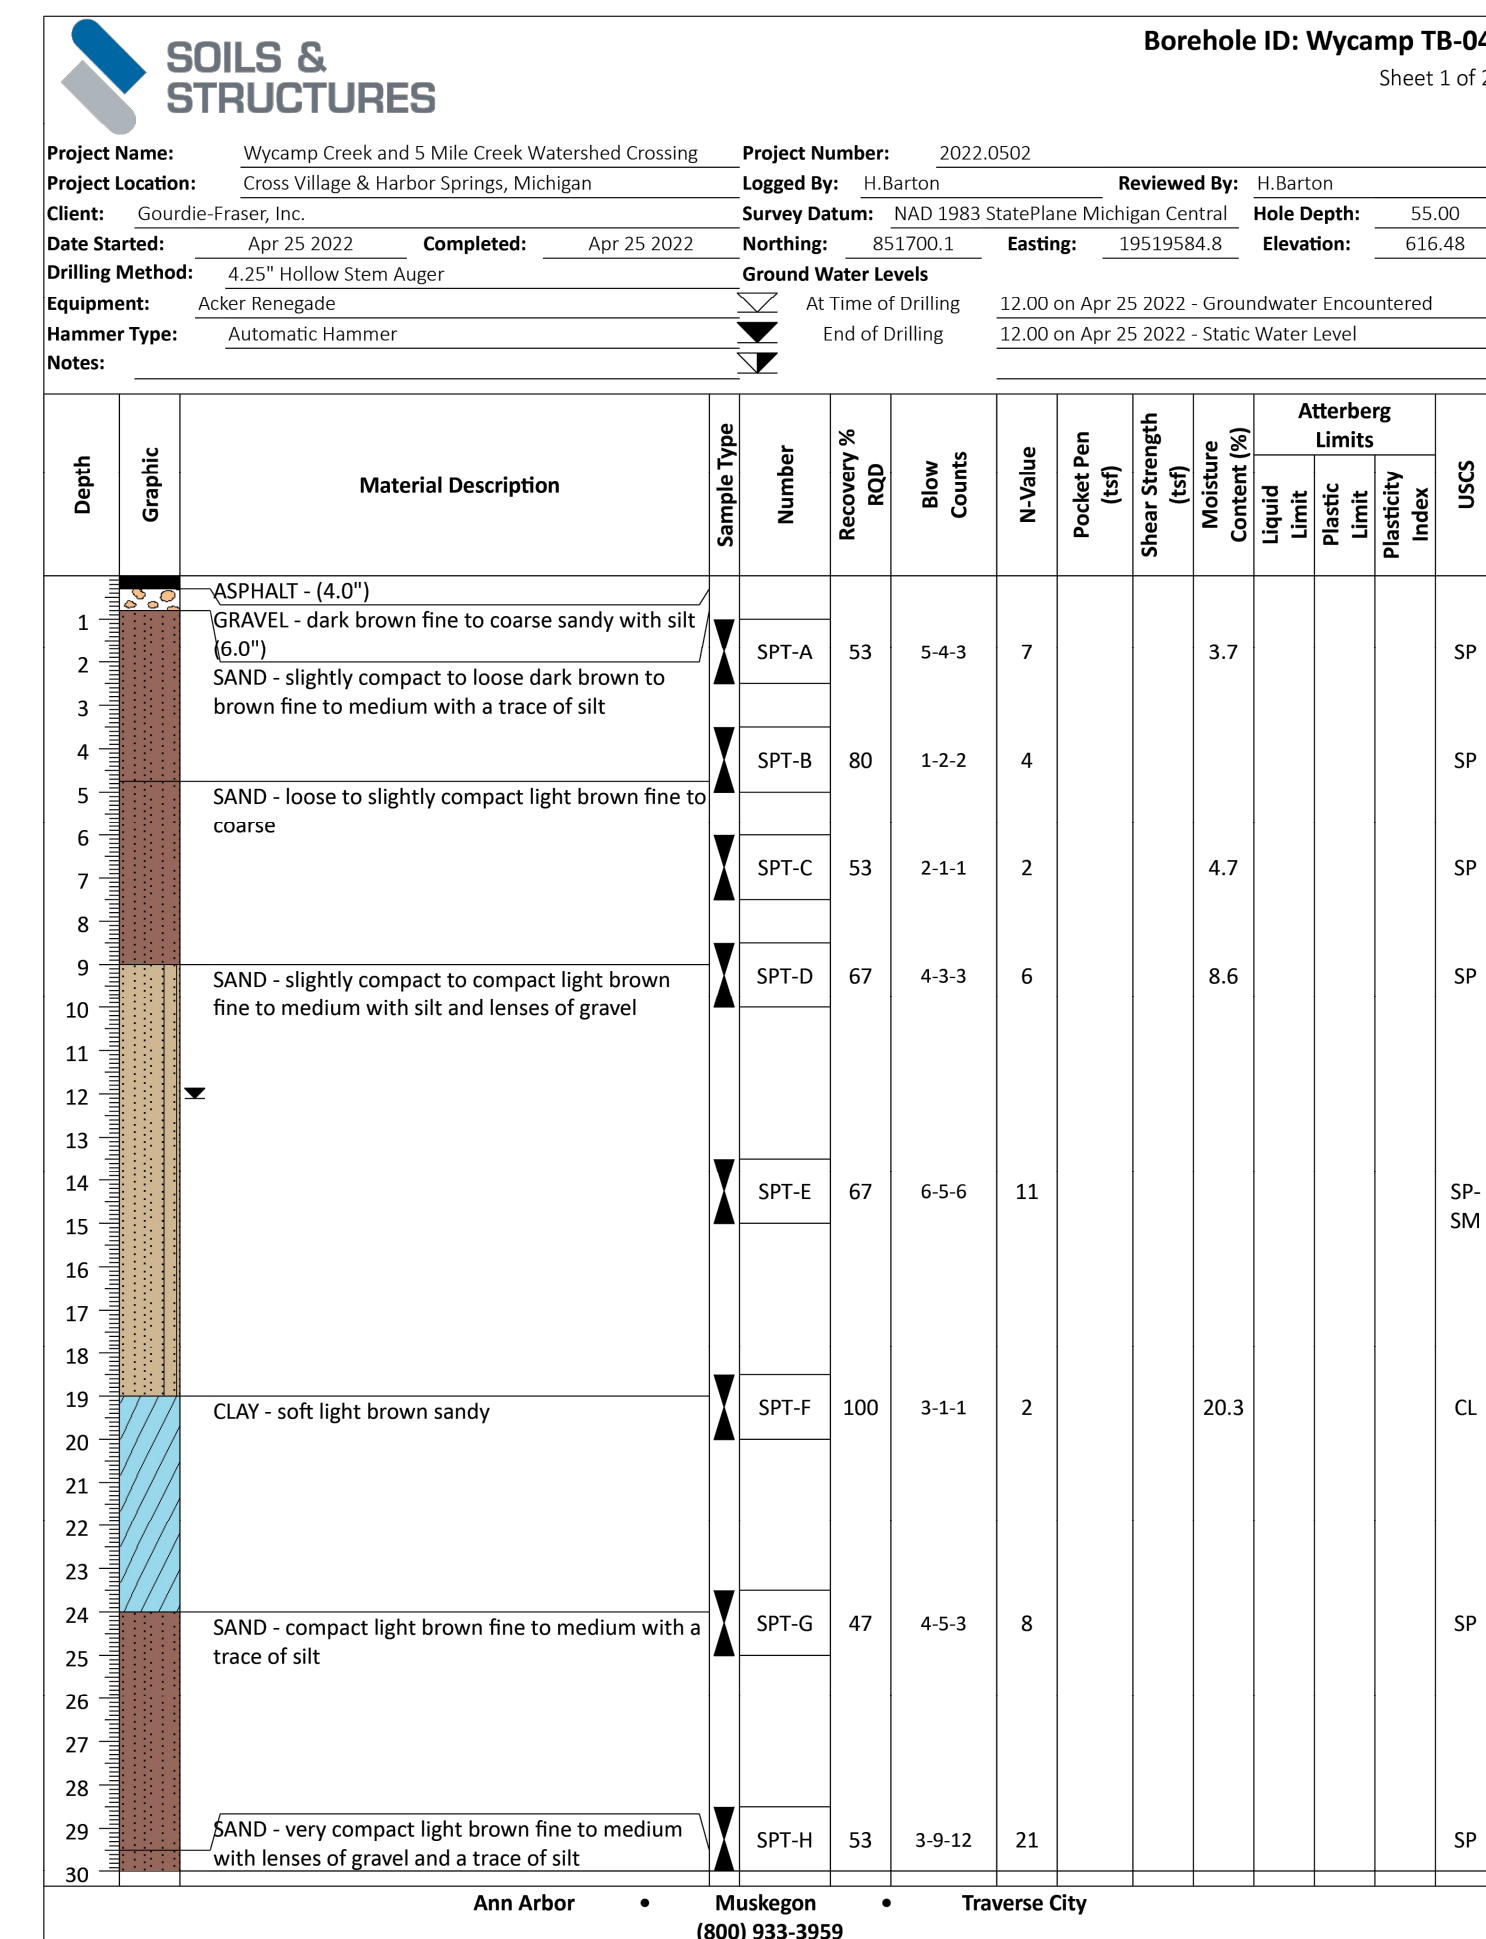 SOILS &
STRUCTURES
Borehole ID: Wycamp TB-04
Sheet 1 of 2
Project Name: Wycamp Creek and 5 Mile Creek Watershed Crossing Project Number: 2022.0502
Project Location: Cross Village & Harbor Springs, Michigan Logged By: H.Barton Reviewed By: H.Barton
Client: Gourdie-Fraser, Inc. Survey Datum: NAD 1983 StatePlane Michigan Central Hole Depth: 55.00
Date Started: Apr 25 2022 Completed: Apr 25 2022 Northing: 851700.1 Easting: 19519584.8 Elevation: 616.48
Drilling Method: 4.25" Hollow Stem Auger Ground Water Levels
Equipment: Acker Renegade At Time of Drilling 12.00 on Apr 25 2022 - Groundwater Encountered
Hammer Type: Automatic Hammer End of Drilling 12.00 on Apr 25 2022 - Static Water Level
Notes:
Depth
Graphic
Material Description
Sample Type
Number
Recovery %
RQD
Blow
Counts
N-Value
Pocket Pen
(tsf)
Shear Strength
(tsf)
Moisture
Content (%)
Atterberg
Limits
Liquid
Limit
Plastic
Limit
Plasticity
Index
USCS
ASPHALT - (4.0")
1 GRAVEL - dark brown fine to coarse sandy with silt
(6.0") SPT-A 53 5-4-3 7 3.7 SP
2 SAND - slightly compact to loose dark brown to
3 brown fine to medium with a trace of silt
4 SPT-B 80 1-2-2 4 SP
5 SAND - loose to slightly compact light brown fine to
coarse
6
7 SPT-C 53 2-1-1 2 4.7 SP
8
9 SAND - slightly compact to compact light brown SPT-D 67 4-3-3 6 8.6 SP
10 fine to medium with silt and lenses of gravel
11
12
13
14 SPT-E 67 6-5-6 11 SP-
15 SM
16
17
18
19 CLAY - soft light brown sandy SPT-F 100 3-1-1 2 20.3 CL
20
21
22
23
24 SAND - compact light brown fine to medium with a SPT-G 47 4-5-3 8 SP
25 trace of silt
26
27
28
29 SAND - very compact light brown fine to medium SPT-H 53 3-9-12 21 SP
with lenses of gravel and a trace of silt
30
Ann Arbor • Muskegon • Traverse City
(800) 933-3959